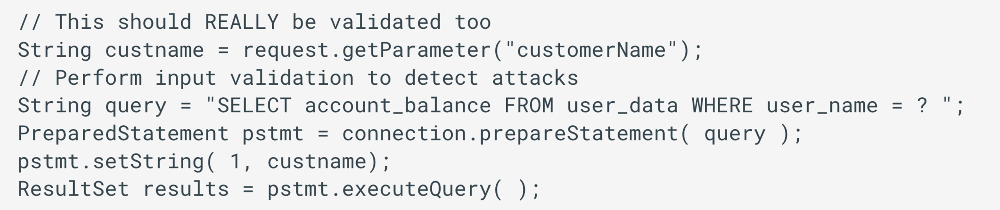 // This should REALLY be validated too
String custname = request.getParameter("customerName");
// Perform input validation to detect attacks
String query = "SELECT account_balance FROM user_data WHERE user_name = ? ";
PreparedStatement pstmt = connection.prepareStatement( query );
pstmt.setString( 1, custname);
ResultSet results = pstmt.executeQuery( );